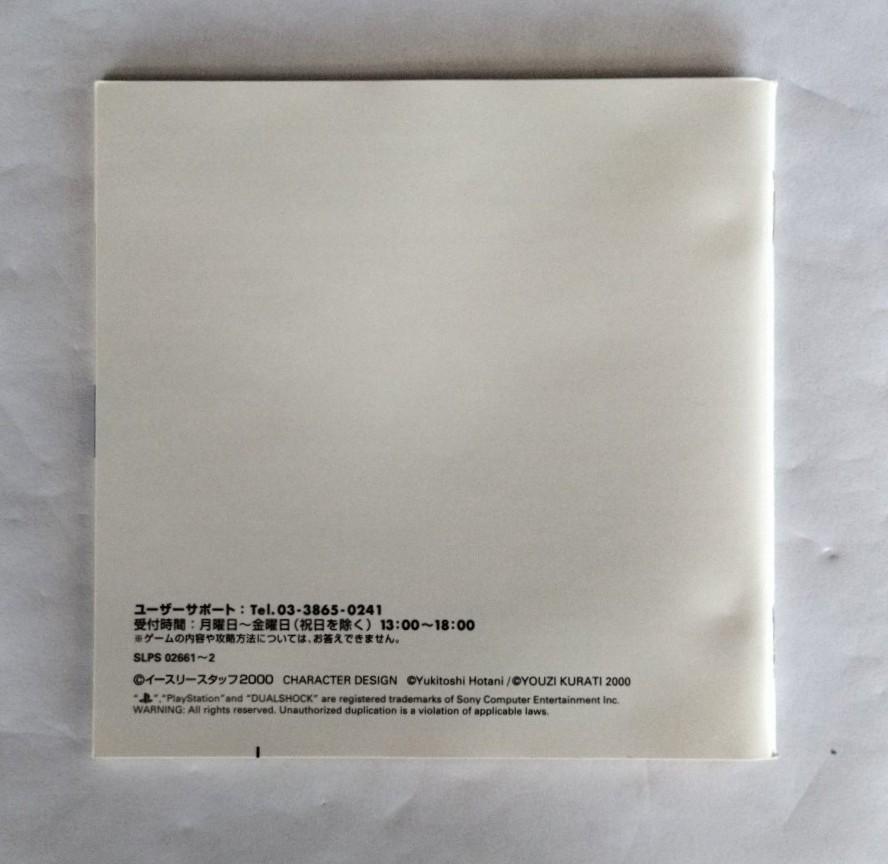 ユーザーサポート：Tel.03-3865-0241
受付時間：月曜日～金曜日（祝日を除く）13:00～18:00
※ゲームの内容や攻略方法については、お答えできません。
SLPS 02661～2
©イースリースタッフ2000 CHARACTER DESIGN ©Yukitoshi Hotani /©YOUZI KURATI 2000
“ ”,“PlayStation”and “DUALSHOCK” are registered trademarks of Sony Computer Entertainment Inc.
WARNING: All rights reserved. Unauthorized duplication is a violation of applicable laws.